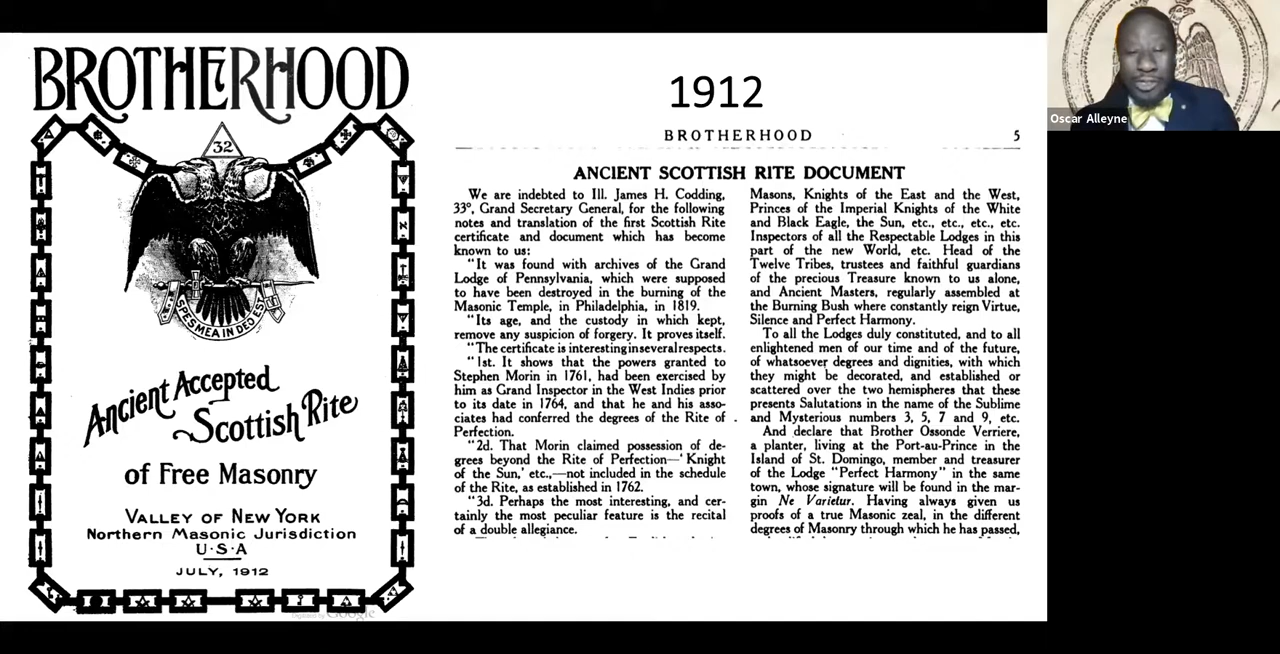 BROTHERHOOD
32
SPES MEA IN DEO EST
Ancient Accepted
Scottish Rite
of Free Masonry
VALLEY OF NEW YORK
Northern Masonic Jurisdiction
U·S·A
JULY, 1912
Google
1912
BROTHERHOOD 5
ANCIENT SCOTTISH RITE DOCUMENT
We are indebted to Ill. James H. Codding,
33°, Grand Secretary General, for the following
notes and translation of the first Scottish Rite
certificate and document which has become
known to us:
"It was found with archives of the Grand
Lodge of Pennsylvania, which were supposed
to have been destroyed in the burning of the
Masonic Temple, in Philadelphia, in 1819.
"Its age, and the custody in which kept,
remove any suspicion of forgery. It proves itself.
"The certificate is interesting in several respects.
"1st. It shows that the powers granted to
Stephen Morin in 1761, had been exercised by
him as Grand Inspector in the West Indies prior
to its date in 1764, and that he and his asso-
ciates had conferred the degrees of the Rite of
Perfection.
"2d. That Morin claimed possession of de-
grees beyond the Rite of Perfection—'Knight
of the Sun,' etc.,—not included in the schedule
of the Rite, as established in 1762.
"3d. Perhaps the most interesting, and cer-
tainly the most peculiar feature is the recital
of a double allegiance.
Masons, Knights of the East and the West,
Princes of the Imperial Knights of the White
and Black Eagle, the Sun, etc., etc., etc., etc.
Inspectors of all the Respectable Lodges in this
part of the new World, etc. Head of the
Twelve Tribes, trustees and faithful guardians
of the precious Treasure known to us alone,
and Ancient Masters, regularly assembled at
the Burning Bush where constantly reign Virtue,
Silence and Perfect Harmony.
To all the Lodges duly constituted, and to all
enlightened men of our time and of the future,
of whatsoever degrees and dignities, with which
they might be decorated, and established or
scattered over the two hemispheres that these
presents Salutations in the name of the Sublime
and Mysterious numbers 3, 5, 7 and 9, etc.
And declare that Brother Ossonde Verriere,
a planter, living at the Port-au-Prince in the
Island of St. Domingo, member and treasurer
of the Lodge "Perfect Harmony" in the same
town, whose signature will be found in the mar-
gin Ne Varietur. Having always given us
proofs of a true Masonic zeal, in the different
degrees of Masonry through which he has passed,
Oscar Alleyne